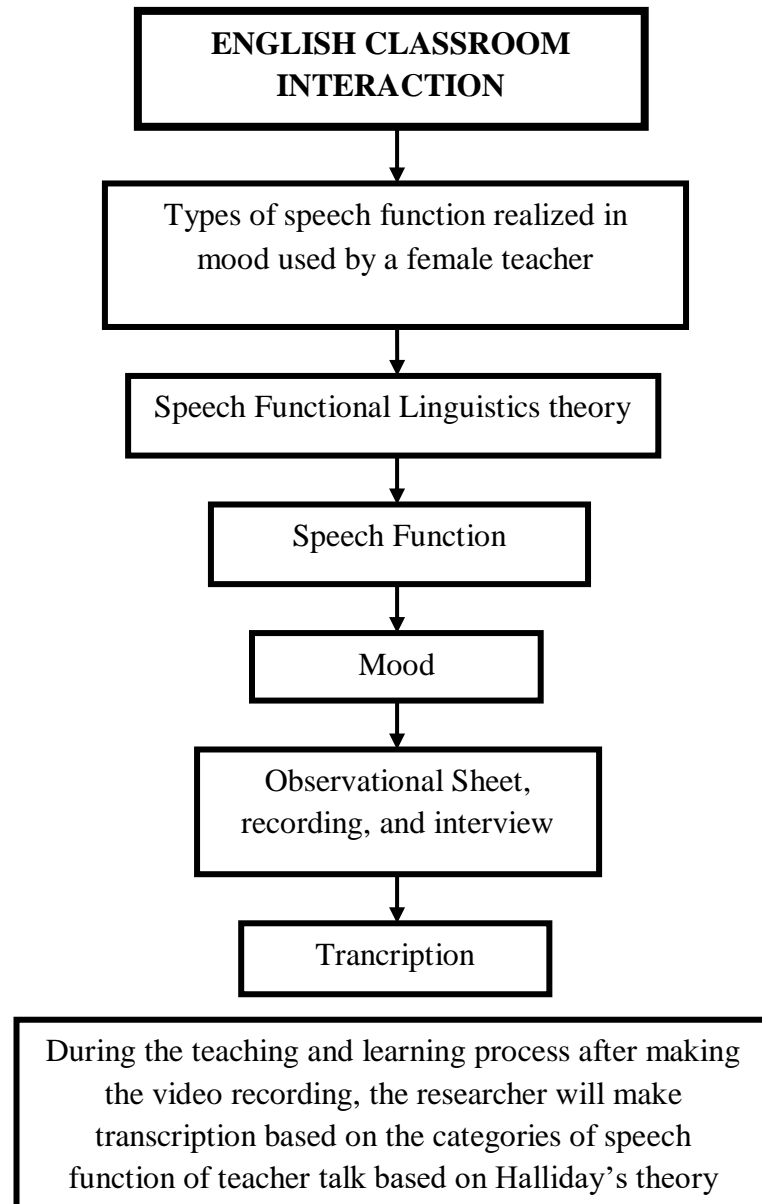 ENGLISH CLASSROOM
INTERACTION
Types of speech function realized in
mood used by a female teacher
Speech Functional Linguistics theory
Speech Function
Mood
Observational Sheet,
recording, and interview
Trancription
During the teaching and learning process after making
the video recording, the researcher will make
transcription based on the categories of speech
function of teacher talk based on Halliday’s theory